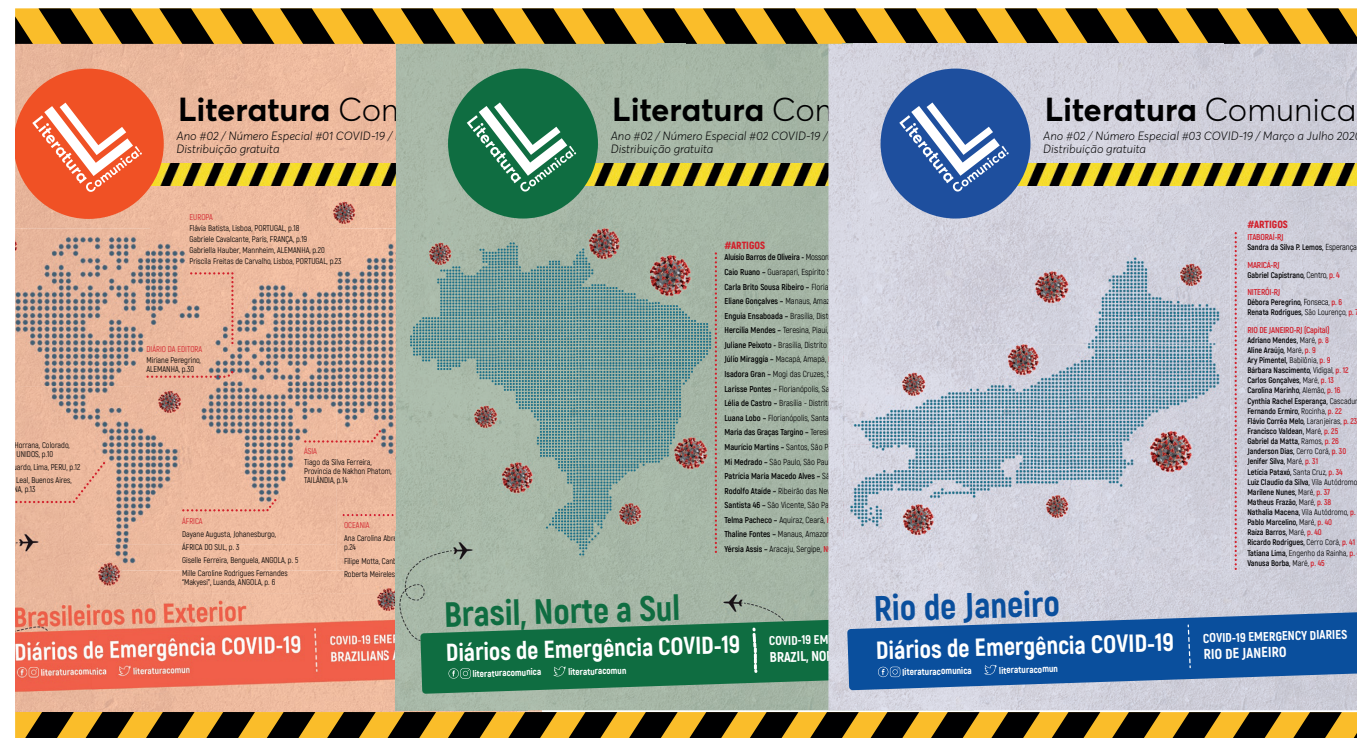 Literatura
Comunica!
Literatura Con
Ano #02 / Número Especial #01 COVID-19 /
Distribuição gratuita
EUROPA
Flávia Batista, Lisboa, PORTUGAL, p.18
Gabriele Cavalcante, Paris, FRANÇA, p.19
Gabriella Hauber, Mannheim, ALEMANHA, p.20
Priscila Freitas de Carvalho, Lisboa, PORTUGAL, p.23
DIÁRIO DA EDITORA
Miriane Peregrino,
ALEMANHA, p.30
Horrana, Colorado,
UNIDOS, p.10
uardo, Lima, PERU, p.12
Leal, Buenos Aires,
NA, p.13
ÁSIA
Tiago da Silva Ferreira,
Província de Nakhon Phatom,
TAILÂNDIA, p.14
ÁFRICA
Dayane Augusta, Johanesburgo,
ÁFRICA DO SUL, p. 3
Giselle Ferreira, Benguela, ANGOLA, p. 5
Mille Caroline Rodrigues Fernandes
"Makyesi", Luanda, ANGOLA, p. 6
OCEANIA
Ana Carolina Abre
p.24
Filipe Motta, Canb
Roberta Meireles
Brasileiros no Exterior
Diários de Emergência COVID-19
COVID-19 EMER
BRAZILIANS A
literaturacomunica literaturacomun
Literatura
Comunica!
Literatura Con
Ano #02 / Número Especial #02 COVID-19 /
Distribuição gratuita
#ARTIGOS
Aluísio Barros de Oliveira - Mosson
Caio Ruano - Guarapari, Espírito S
Carla Brito Sousa Ribeiro - Floria
Eliane Gonçalves - Manaus, Amaz
Enguia Ensaboada - Brasília, Dist
Hercília Mendes - Teresina, Piauí,
Juliane Peixoto - Brasília, Distrito
Júlio Miraggia - Macapá, Amapá,
Isadora Gran - Mogi das Cruzes, S
Larisse Pontes - Florianópolis, Sa
Lélia de Castro - Brasília - Distrit
Luana Lobo - Florianópolis, Santa
Maria das Graças Targino - Teresi
Maurício Martins - Santos, São P
Mi Medrado - São Paulo, São Pau
Patrícia Maria Macedo Alves - Sa
Rodolfo Ataíde - Ribeirão das Nev
Santista 46 - São Vicente, São Pa
Telma Pacheco - Aquiraz, Ceará,
Thaline Fontes - Manaus, Amazon
Yérsia Assis - Aracaju, Sergipe, N
Brasil, Norte a Sul
Diários de Emergência COVID-19
COVID-19 EM
BRAZIL, NOI
literaturacomunica literaturacomun
Literatura
Comunica!
Literatura Comunica
Ano #02 / Número Especial #03 COVID-19 / Março a Julho 2020
Distribuição gratuita
#ARTIGOS
ITABORAÍ-RJ
Sandra da Silva P. Lemos, Esperança
MARICÁ-RJ
Gabriel Capistrano, Centro, p. 4
NITERÓI-RJ
Débora Peregrino, Fonseca, p. 6
Renata Rodrigues, São Lourenço, p. 7
RIO DE JANEIRO-RJ (Capital)
Adriano Mendes, Maré, p. 8
Aline Araújo, Maré, p. 9
Ary Pimentel, Babilônia, p. 9
Bárbara Nascimento, Vidigal, p. 12
Carlos Gonçalves, Maré, p. 13
Carolina Marinho, Alemão, p. 16
Cynthia Rachel Esperança, Cascadur
Fernando Ermiro, Rocinha, p. 22
Flávio Corrêa Melo, Laranjeiras, p. 23
Francisco Valdean, Maré, p. 25
Gabriel da Matta, Ramos, p. 26
Janderson Dias, Cerro Corá, p. 30
Jenifer Silva, Maré, p. 31
Letícia Pataxó, Santa Cruz, p. 34
Luiz Claudio da Silva, Vila Autódromo
Marilene Nunes, Maré, p. 37
Matheus Frazão, Maré, p. 38
Nathalia Macena, Vila Autódromo, p.
Pablo Marcelino, Maré, p. 40
Raíza Barros, Maré, p. 40
Ricardo Rodrigues, Cerro Corá, p. 41
Tatiana Lima, Engenho da Rainha, p.
Vanusa Borba, Maré, p. 45
Rio de Janeiro
Diários de Emergência COVID-19
COVID-19 EMERGENCY DIARIES
RIO DE JANEIRO
literaturacomunica literaturacomun